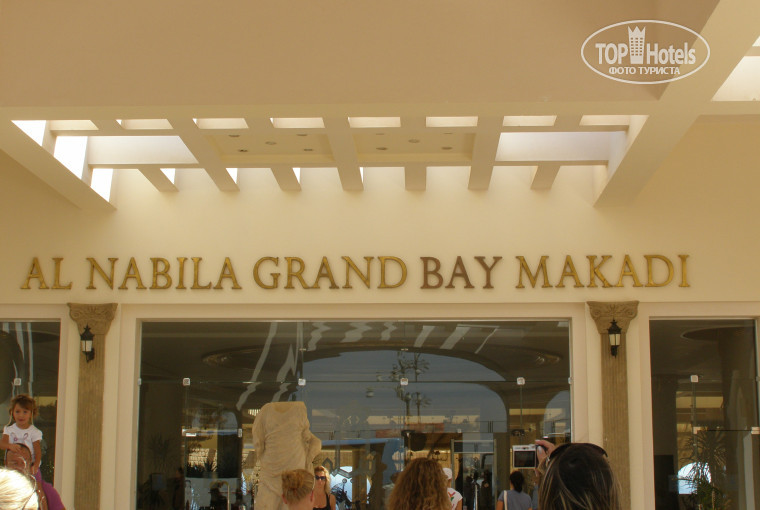 TOP Hotels
ФОТО ТУРИСТА
AL NABILA GRAND BAY MAKADI